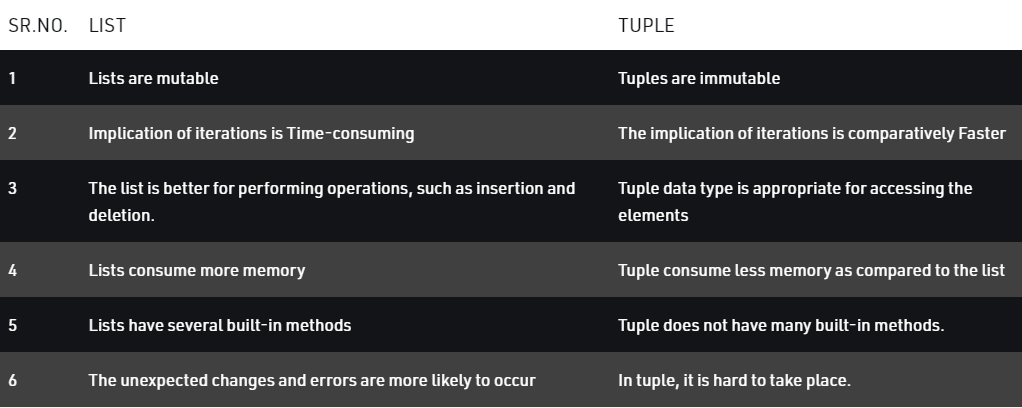 SR.NO. LIST TUPLE
1 Lists are mutable Tuples are immutable
2 Implication of iterations is Time-consuming The implication of iterations is comparatively Faster
3 The list is better for performing operations, such as insertion and Tuple data type is appropriate for accessing the
deletion. elements
4 Lists consume more memory Tuple consume less memory as compared to the list
5 Lists have several built-in methods Tuple does not have many built-in methods.
6 The unexpected changes and errors are more likely to occur In tuple, it is hard to take place.